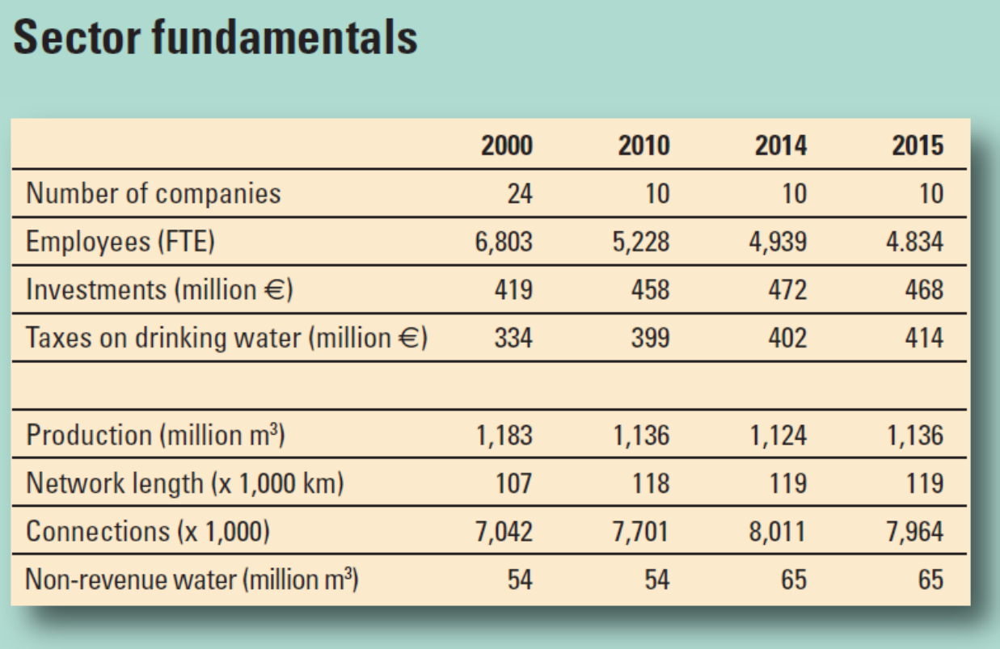 Sector fundamentals
2000 2010 2014 2015
Number of companies 24 10 10 10
Employees (FTE) 6,803 5,228 4,939 4.834
Investments (million €) 419 458 472 468
Taxes on drinking water (million €) 334 399 402 414
Production (million m³) 1,183 1,136 1,124 1,136
Network length (x 1,000 km) 107 118 119 119
Connections (x 1,000) 7,042 7,701 8,011 7,964
Non-revenue water (million m³) 54 54 65 65